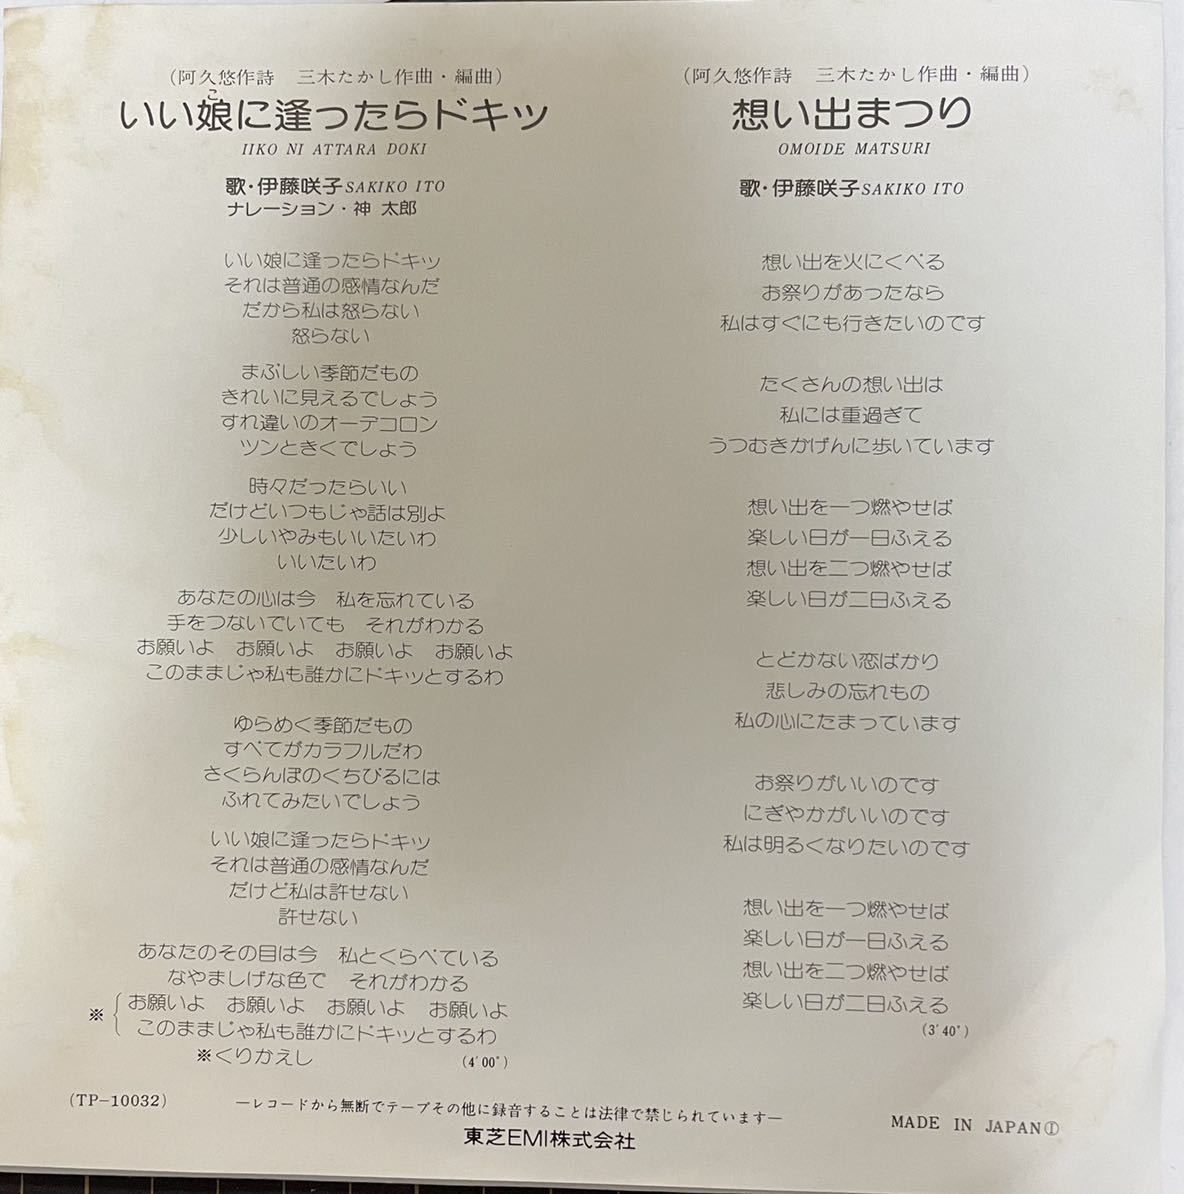 (阿久悠作詩　三木たかし作曲・編曲)
いい娘に逢ったらドキッ
こ
IIKO NI ATTARA DOKI
歌・伊藤咲子 SAKIKO ITO
ナレーション・神 太郎
いい娘に逢ったらドキッ
それは普通の感情なんだ
だから私は怒らない
怒らない
まぶしい季節だもの
きれいに見えるでしょう
すれ違いのオーデコロン
ツンときくでしょう
時々だったらいい
だけどいつもじゃ話は別よ
少しいやみもいいたいわ
いいたいわ
あなたの心は今　私を忘れている
手をつないでいても　それがわかる
お願いよ　お願いよ　お願いよ　お願いよ
このままじゃ私も誰かにドキッとするわ
ゆらめく季節だもの
すべてがカラフルだわ
さくらんぼのくちびるには
ふれてみたいでしょう
いい娘に逢ったらドキッ
それは普通の感情なんだ
だけど私は許せない
許せない
あなたのその目は今　私とくらべている
なやましげな色で　それがわかる
※ お願いよ　お願いよ　お願いよ　お願いよ
このままじゃ私も誰かにドキッとするわ
※くりかえし (4′00″)
(阿久悠作詩　三木たかし作曲・編曲)
想い出まつり
OMOIDE MATSURI
歌・伊藤咲子 SAKIKO ITO
想い出を火にくべる
お祭りがあったなら
私はすぐにも行きたいのです
たくさんの想い出は
私には重過ぎて
うつむきかげんに歩いています
想い出を一つ燃やせば
楽しい日が一日ふえる
想い出を二つ燃やせば
楽しい日が二日ふえる
とどかない恋ばかり
悲しみの忘れもの
私の心にたまっています
お祭りがいいのです
にぎやかがいいのです
私は明るくなりたいのです
想い出を一つ燃やせば
楽しい日が一日ふえる
想い出を二つ燃やせば
楽しい日が二日ふえる
(3′40″)
(TP-10032)
—レコードから無断でテープその他に録音することは法律で禁じられています—
東芝EMI株式会社
MADE IN JAPAN Ⓘ